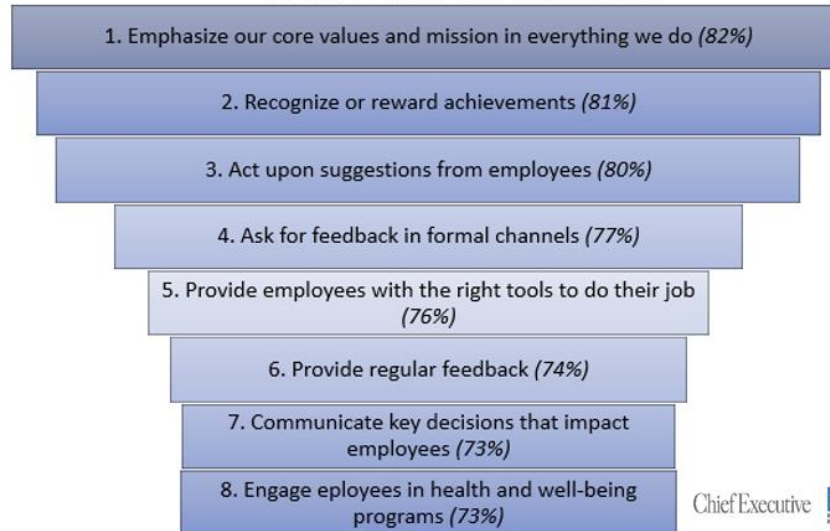 1. Emphasize our core values and mission in everything we do (82%)
2. Recognize or reward achievements (81%)
3. Act upon suggestions from employees (80%)
4. Ask for feedback in formal channels (77%)
5. Provide employees with the right tools to do their job
(76%)
6. Provide regular feedback (74%)
7. Communicate key decisions that impact
employees (73%)
8. Engage eployees in health and well-being
programs (73%)
Chief Executive